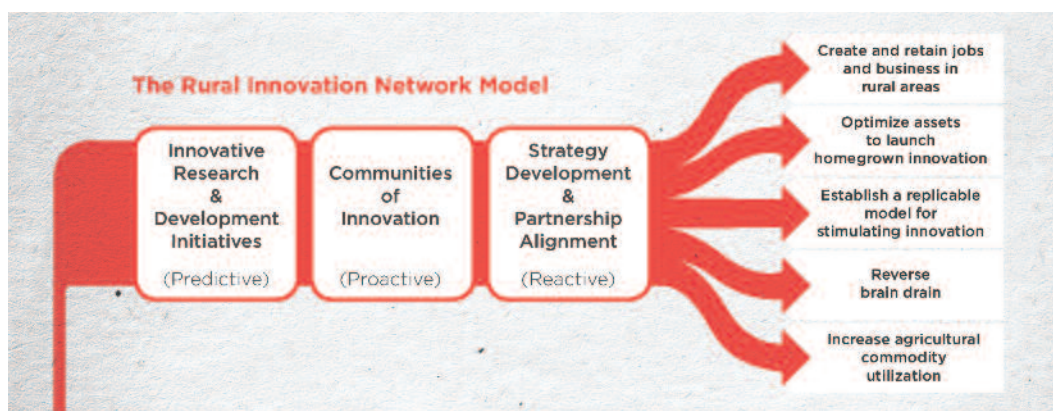 The Rural Innovation Network Model
Innovative
Research
&
Development
Initiatives
(Predictive)
Communities
of
Innovation
(Proactive)
Strategy
Development
&
Partnership
Alignment
(Reactive)
Create and retain jobs
and business in
rural areas
Optimize assets
to launch
homegrown innovation
Establish a replicable
model for
stimulating innovation
Reverse
brain drain
Increase agricultural
commodity
utilization